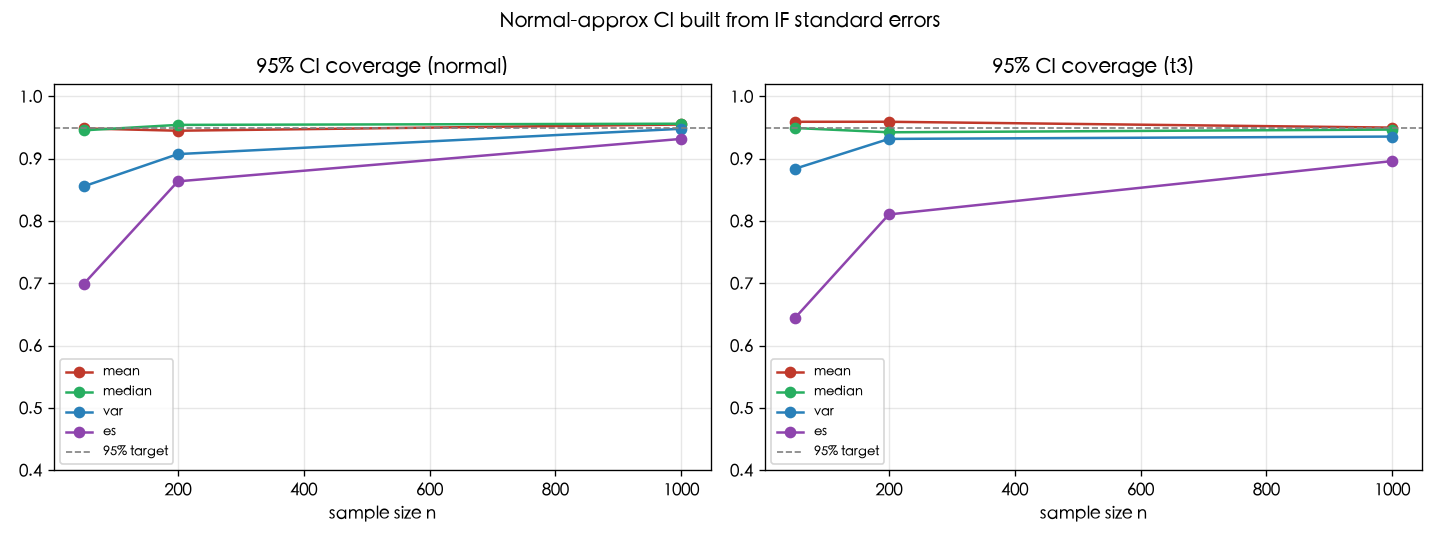 Normal-approx CI built from IF standard errors
95% CI coverage (normal)
1.0
0.9
0.8
0.7
0.6
0.5
0.4
mean
median
var
es
95% target
200
400
600
800
1000
sample size n
95% CI coverage (t3)
1.0
0.9
0.8
0.7
0.6
0.5
0.4
mean
median
var
es
95% target
200
400
600
800
1000
sample size n